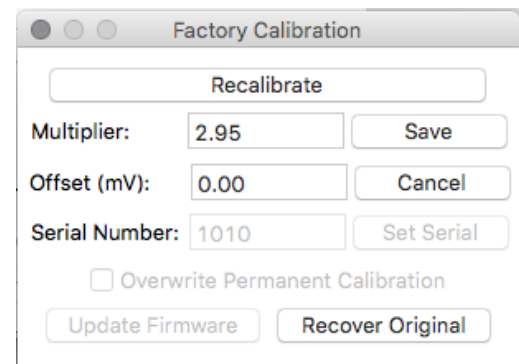 Factory Calibration
Recalibrate
Multiplier: 2.95 Save
Offset (mV): 0.00 Cancel
Serial Number: 1010 Set Serial
Overwrite Permanent Calibration
Update Firmware Recover Original